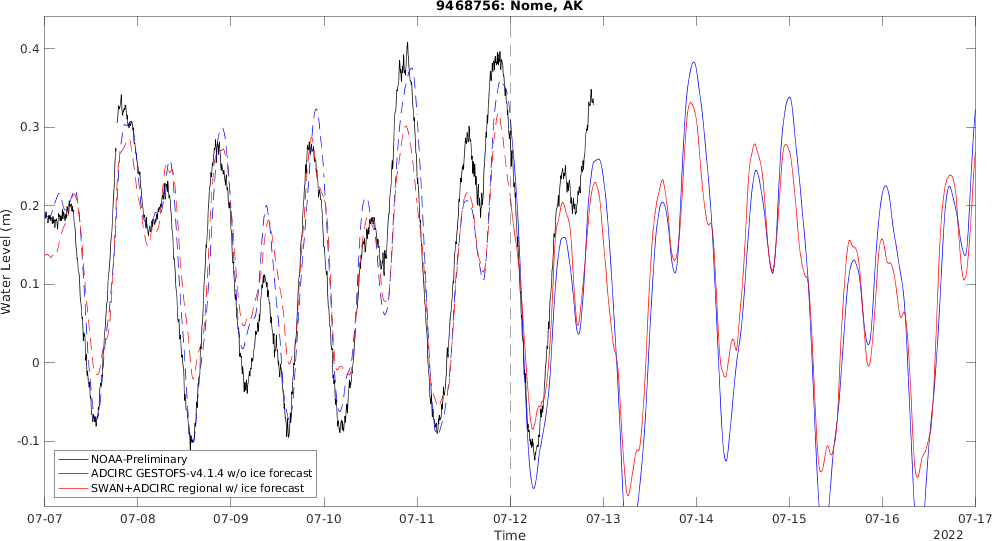 9468756: Nome, AK
Water Level (m)
0.4
0.3
0.2
0.1
0
-0.1
NOAA-Preliminary
ADCIRC GESTOFS-v4.1.4 w/o ice forecast
SWAN+ADCIRC regional w/ ice forecast
07-07 07-08 07-09 07-10 07-11 07-12 07-13 07-14 07-15 07-16 07-17
Time
2022